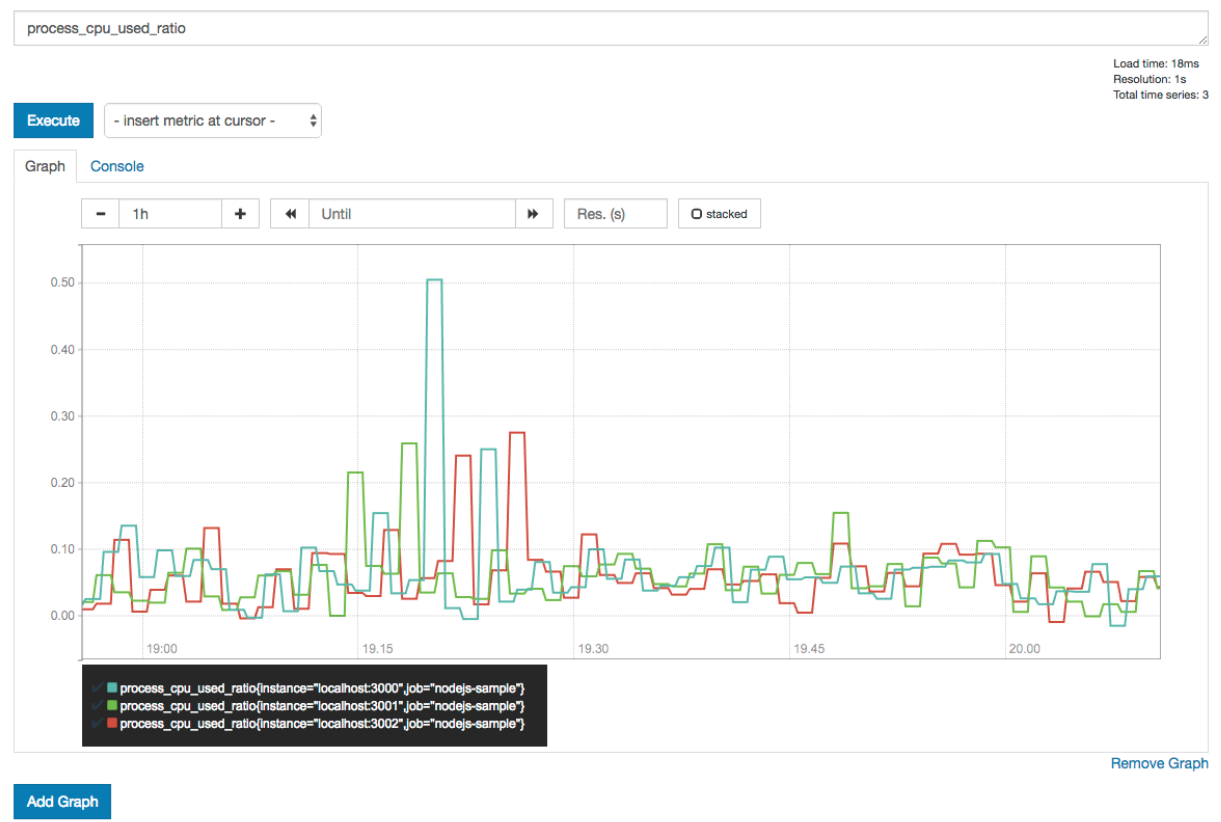 process_cpu_used_ratio
Load time: 18ms
Resolution: 1s
Total time series: 3
Execute
- insert metric at cursor -
Graph
Console
1h
Until
Res. (s)
stacked
0.50
0.40
0.30
0.20
0.10
0.00
19:00
19.15
19.30
19.45
20.00
process_cpu_used_ratio{instance="localhost:3000",job="nodejs-sample"}
process_cpu_used_ratio{instance="localhost:3001",job="nodejs-sample"}
process_cpu_used_ratio{instance="localhost:3002",job="nodejs-sample"}
Remove Graph
Add Graph